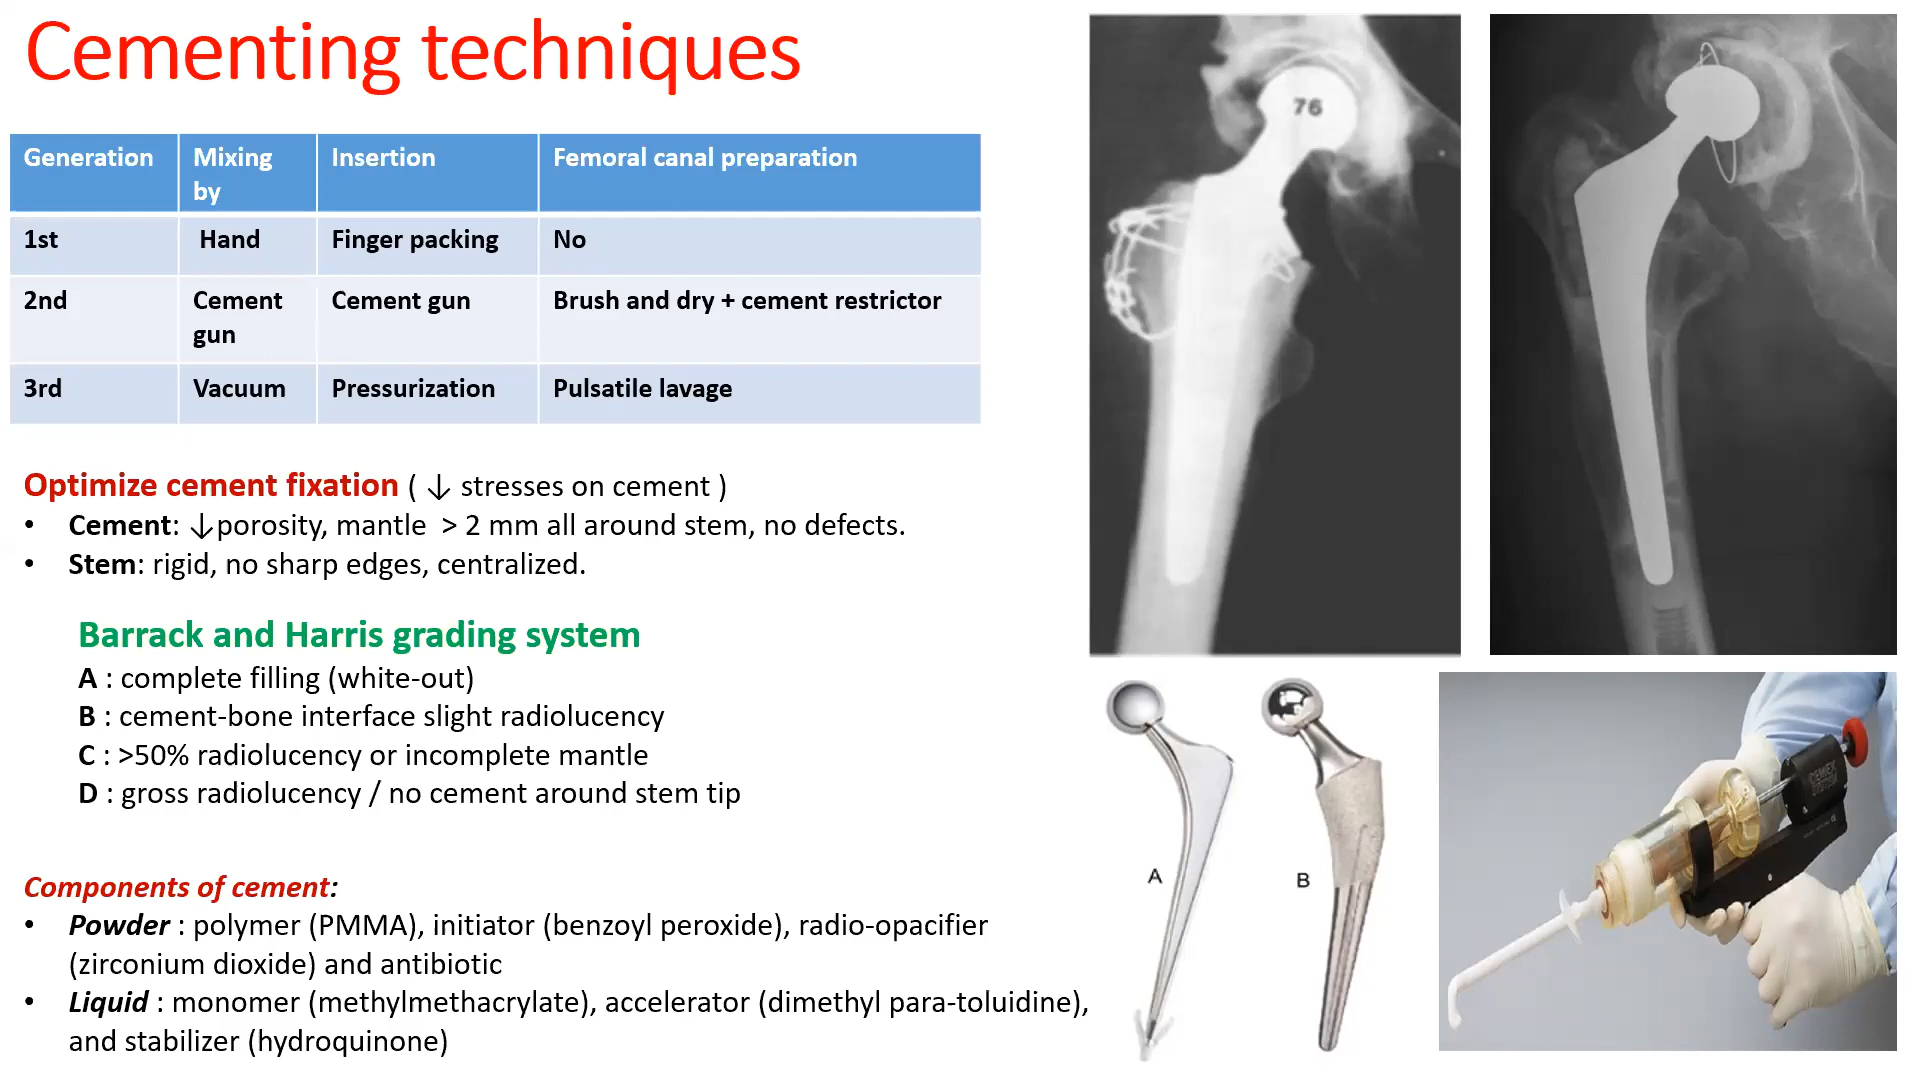 Cementing techniques
Generation Mixing by Insertion Femoral canal preparation
1st Hand Finger packing No
2nd Cement gun Cement gun Brush and dry + cement restrictor
3rd Vacuum Pressurization Pulsatile lavage
Optimize cement fixation ( ↓ stresses on cement )
• Cement: ↓porosity, mantle > 2 mm all around stem, no defects.
• Stem: rigid, no sharp edges, centralized.
Barrack and Harris grading system
A : complete filling (white-out)
B : cement-bone interface slight radiolucency
C : >50% radiolucency or incomplete mantle
D : gross radiolucency / no cement around stem tip
Components of cement:
• Powder : polymer (PMMA), initiator (benzoyl peroxide), radio-opacifier
(zirconium dioxide) and antibiotic
• Liquid : monomer (methylmethacrylate), accelerator (dimethyl para-toluidine),
and stabilizer (hydroquinone)
76
A
B